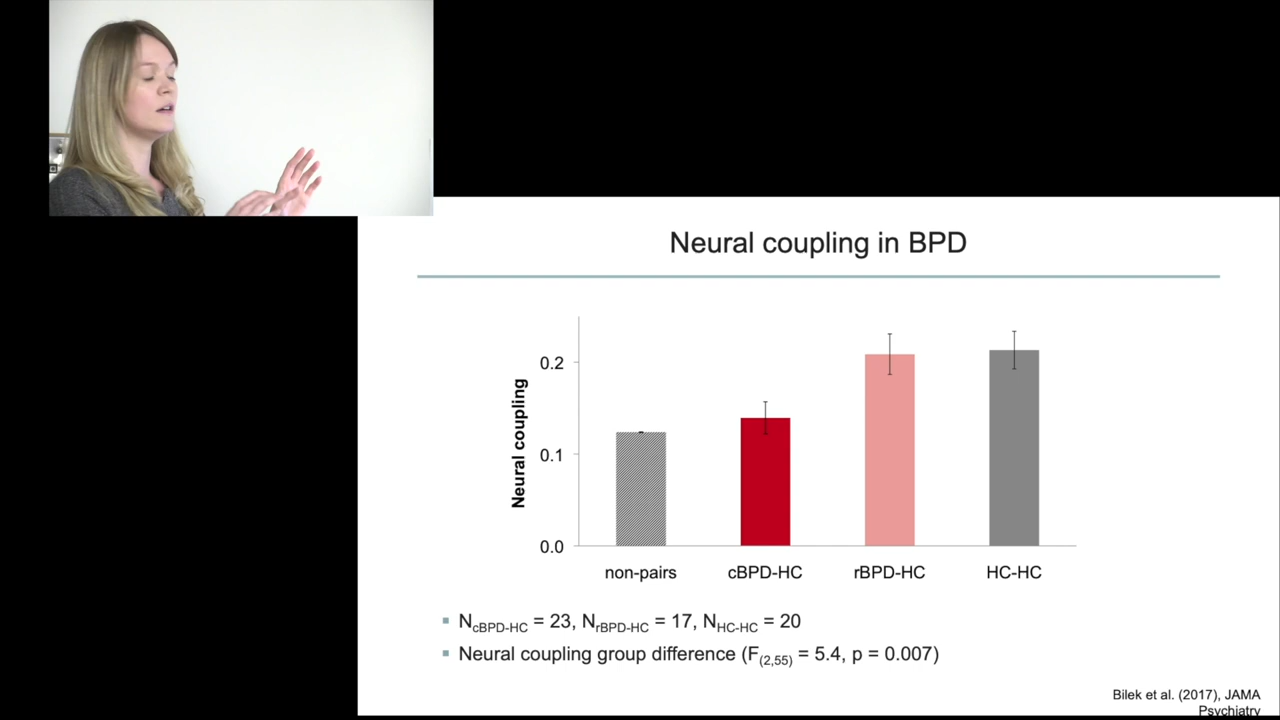 Neural coupling in BPD
Neural coupling
0.2
0.1
0.0
non-pairs cBPD-HC rBPD-HC HC-HC
▪ NcBPD-HC = 23, NrBPD-HC = 17, NHC-HC = 20
▪ Neural coupling group difference (F(2,55) = 5.4, p = 0.007)
Bilek et al. (2017), JAMA
Psychiatry